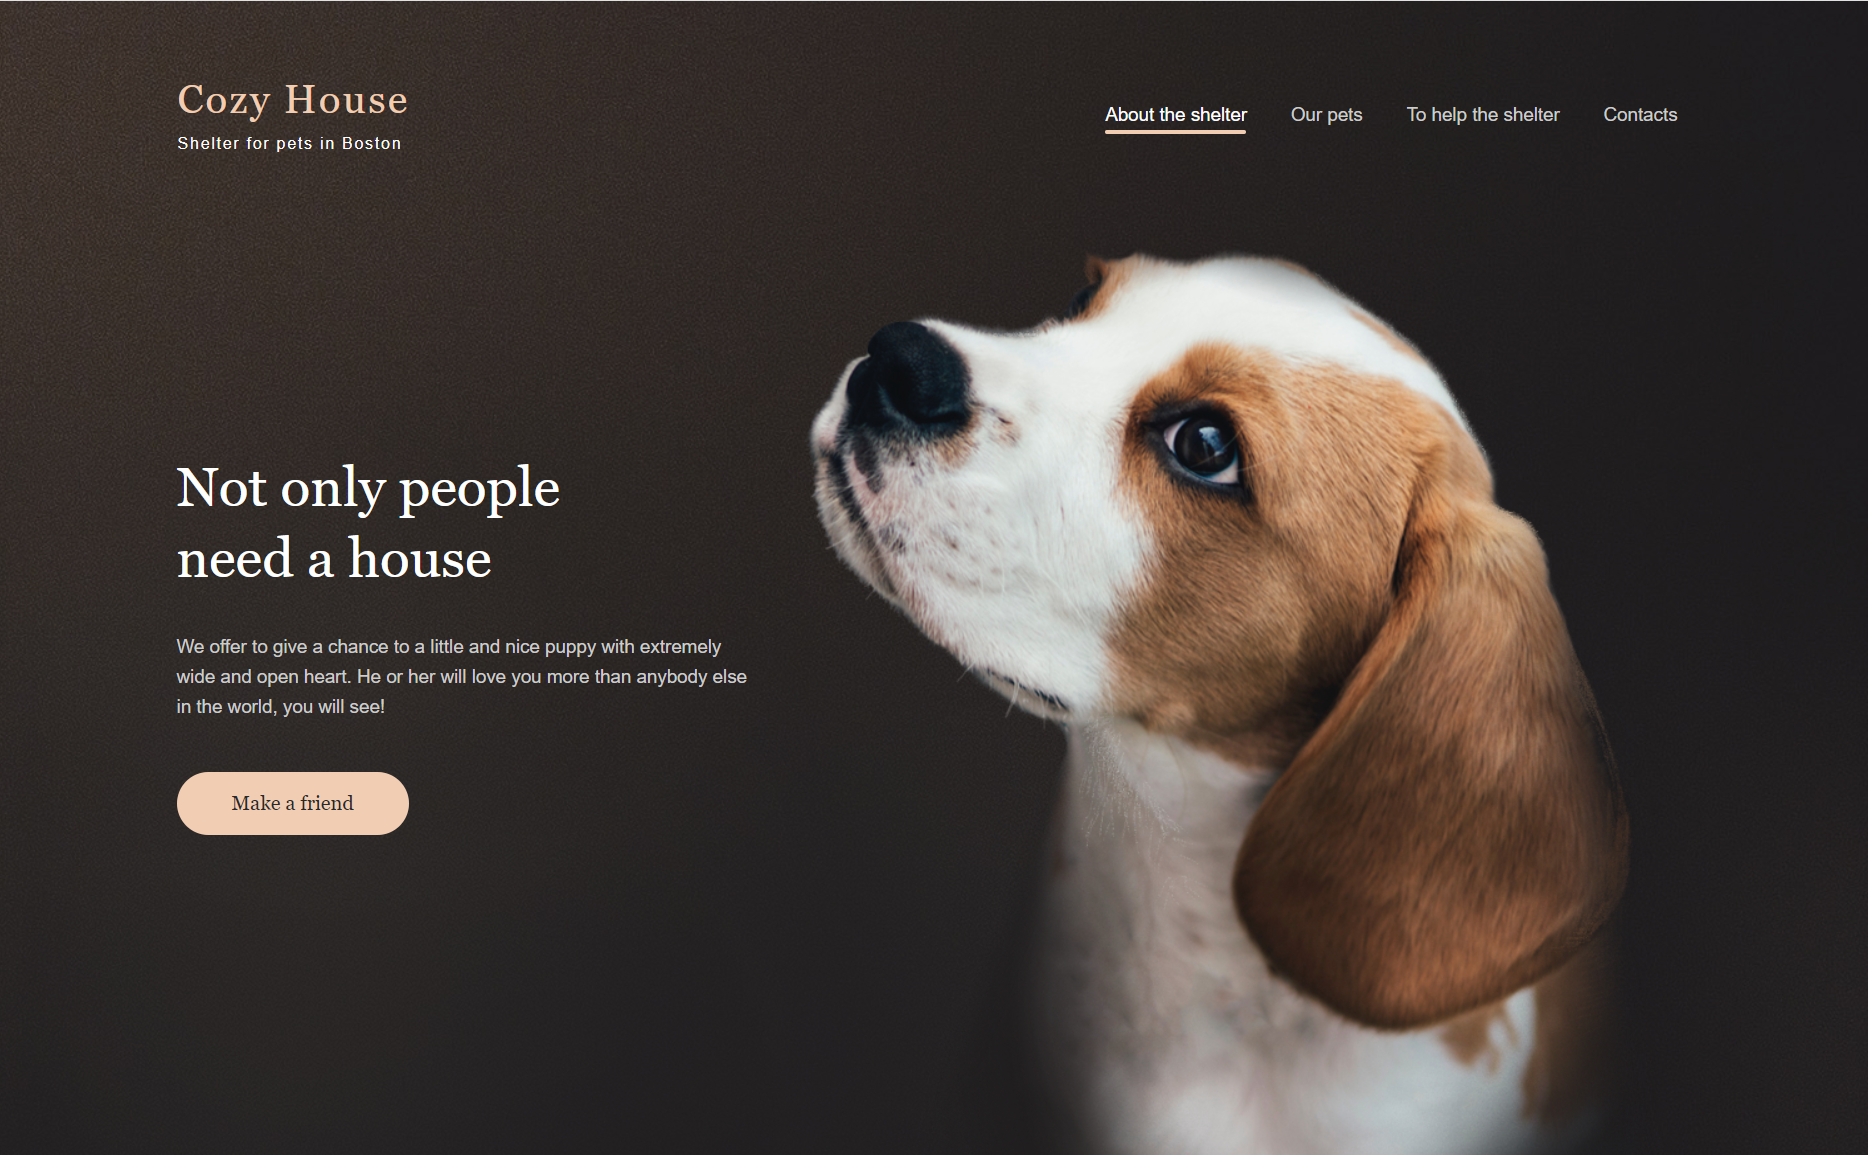 Cozy House
Shelter for pets in Boston
About the shelter
Our pets
To help the shelter
Contacts
Not only people
need a house
We offer to give a chance to a little and nice puppy with extremely
wide and open heart. He or her will love you more than anybody else
in the world, you will see!
Make a friend